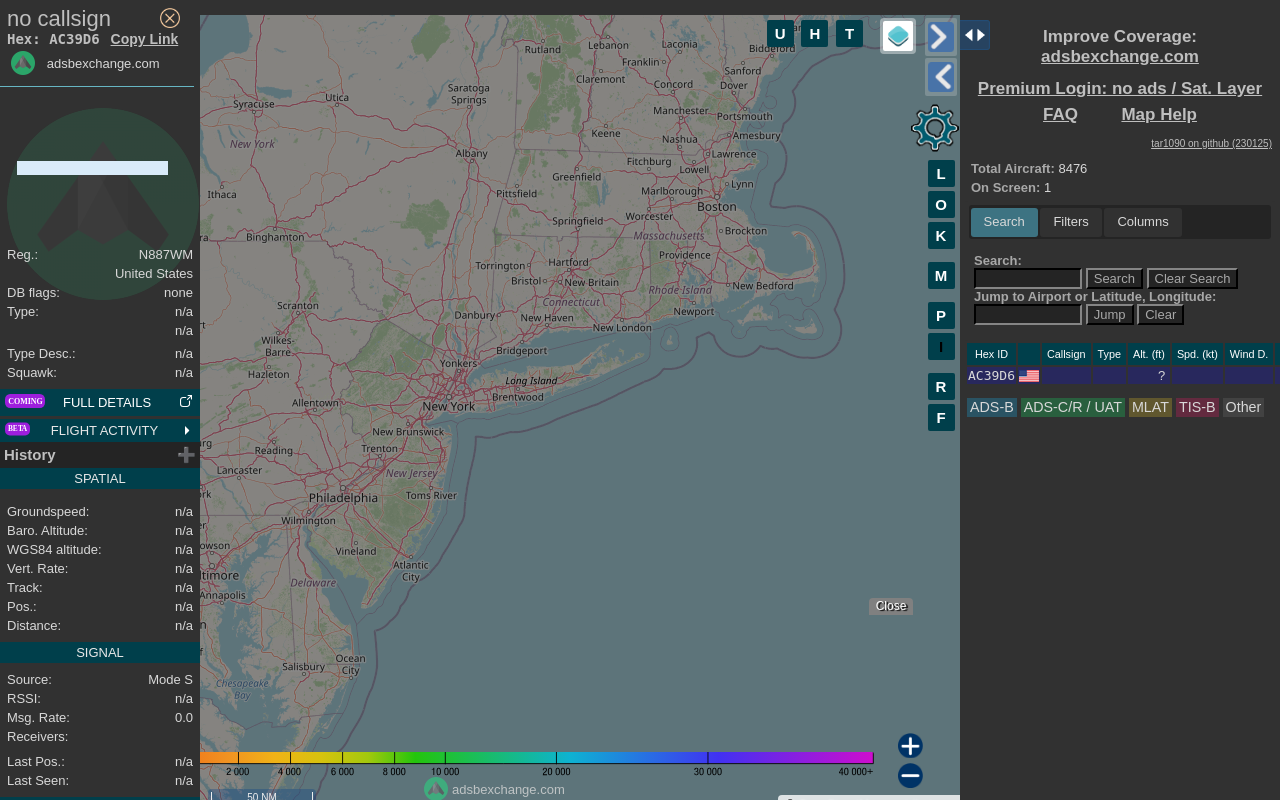 no callsign
Hex: AC39D6 Copy Link
adsbexchange.com
Reg.: N887WM
United States
DB flags: none
Type: n/a
n/a
Type Desc.: n/a
Squawk: n/a
COMING FULL DETAILS
BETA FLIGHT ACTIVITY
History
SPATIAL
Groundspeed: n/a
Baro. Altitude: n/a
WGS84 altitude: n/a
Vert. Rate: n/a
Track: n/a
Pos.: n/a
Distance: n/a
SIGNAL
Source: Mode S
RSSI: n/a
Msg. Rate: 0.0
Receivers:
Last Pos.: n/a
Last Seen: n/a
U H T
L
O
K
M
P
I
R
F
Rutland
Lebanon
Laconia
Biddeford
Franklin
Sanford
Claremont
Concord
Dover
Saratoga
Springs
Utica
Syracuse
Manchester
Portsmouth
Keene
Nashua
Amesbury
New York
Albany
Fitchburg
Lawrence
Greenfield
Lowell
Ithaca
Pittsfield
Marlborough
Lynn
Worcester
Boston
Springfield
Binghamton
Massachusetts
Brockton
Providence
Torrington
Hartford
Bristol
New Britain
Rhode Island
New Bedford
Scranton
Connecticut
Danbury
New Haven
Newport
New London
Wilkes-
Barre
Bridgeport
Yonkers
Hazleton
Long Island
Brentwood
Allentown
New York
New Brunswick
Reading
Trenton
Lancaster
New Jersey
Philadelphia
Toms River
Wilmington
Vineland
Atlantic
City
Delaware
Annapolis
Ocean
City
Salisbury
Chesapeake
Bay
Close
2 000 4 000 6 000 8 000 10 000 20 000 30 000 40 000+
adsbexchange.com
50 NM
Improve Coverage:
adsbexchange.com
Premium Login: no ads / Sat. Layer
FAQ Map Help
tar1090 on github (230125)
Total Aircraft: 8476
On Screen: 1
Search Filters Columns
Search:
Search Clear Search
Jump to Airport or Latitude, Longitude:
Jump Clear
Hex ID Callsign Type Alt. (ft) Spd. (kt) Wind D.
AC39D6 ?
ADS-B ADS-C/R / UAT MLAT TIS-B Other